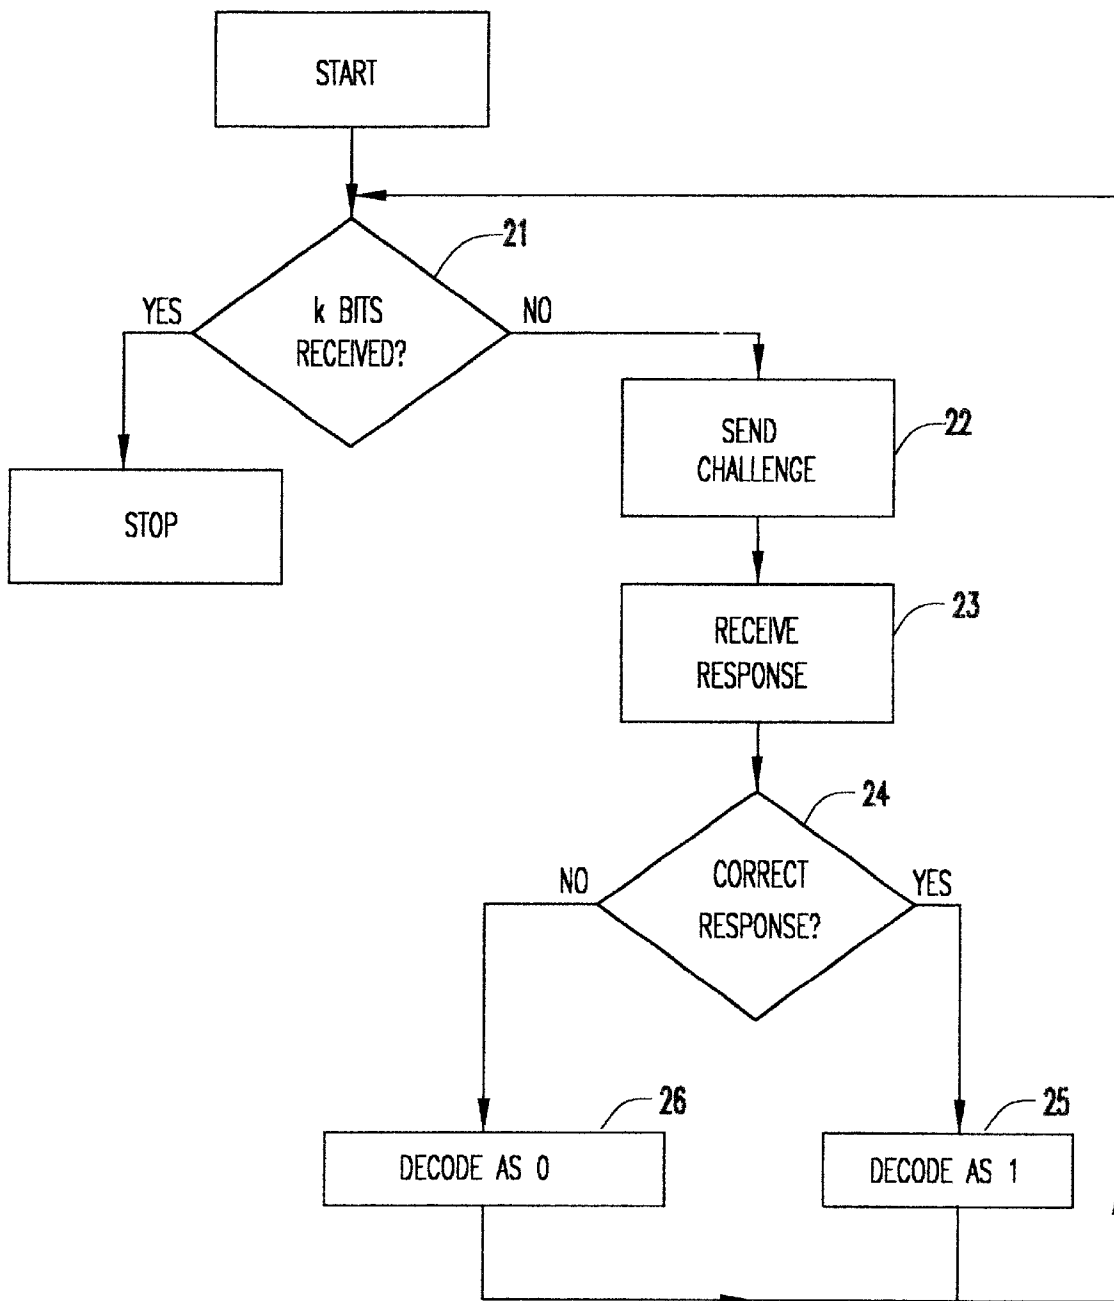 START
21
YES
k BITS
RECEIVED?
NO
SEND
CHALLENGE
22
STOP
RECEIVE
RESPONSE
23
24
NO
CORRECT
RESPONSE?
YES
26
25
DECODE AS 0
DECODE AS 1